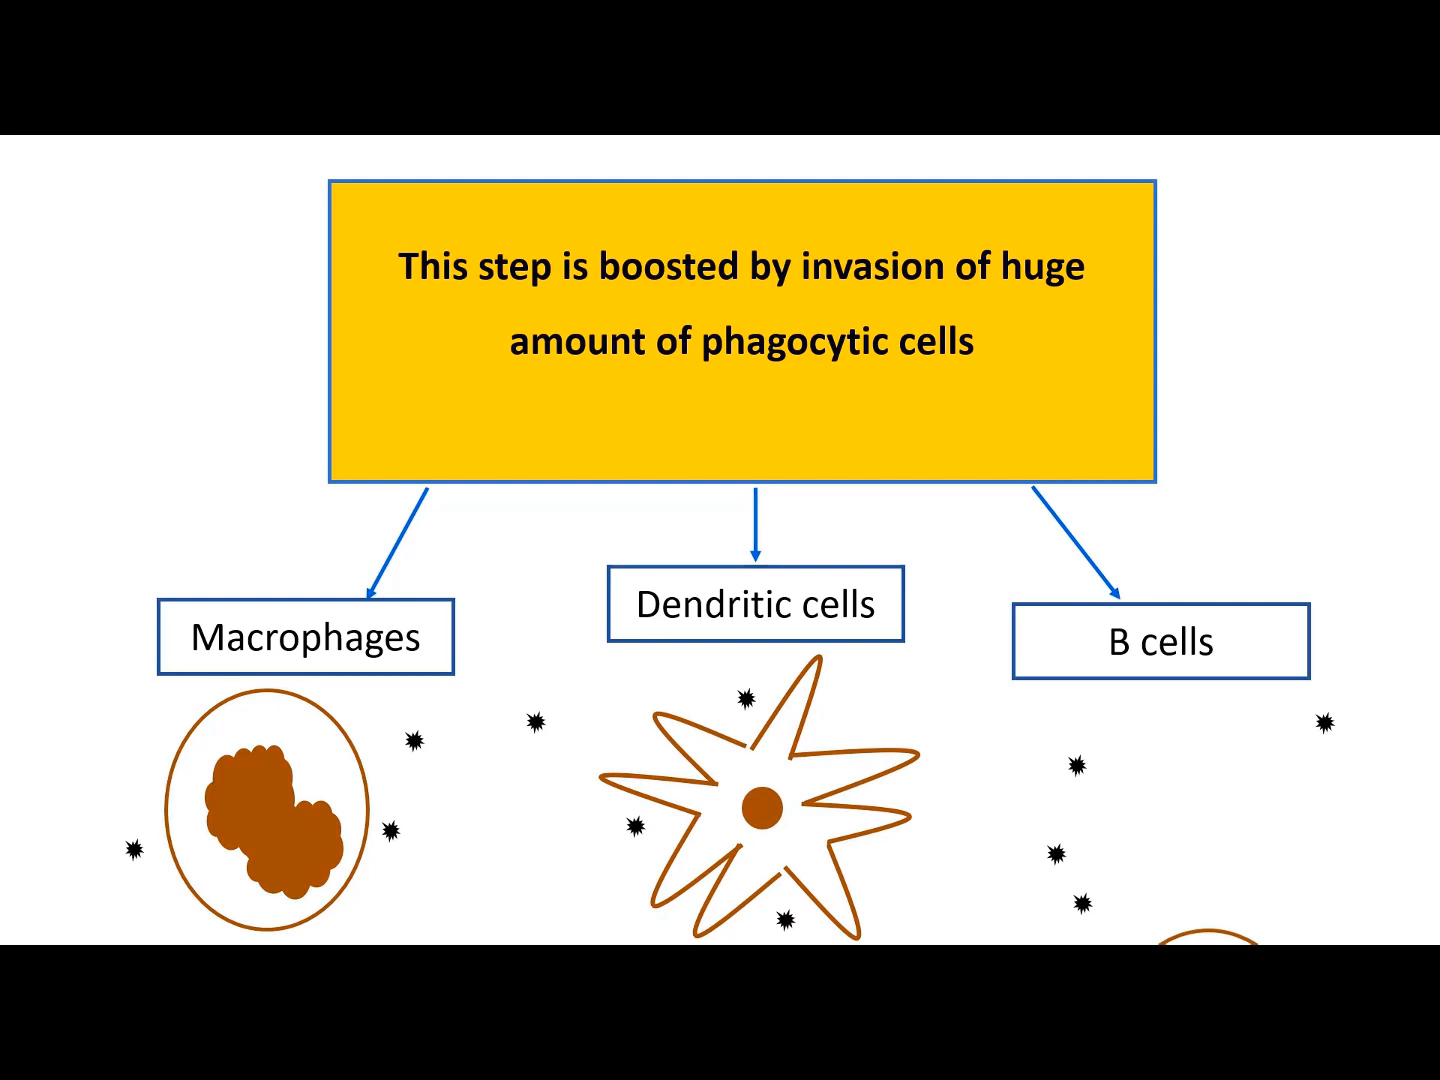 This step is boosted by invasion of huge
amount of phagocytic cells
Macrophages
Dendritic cells
B cells